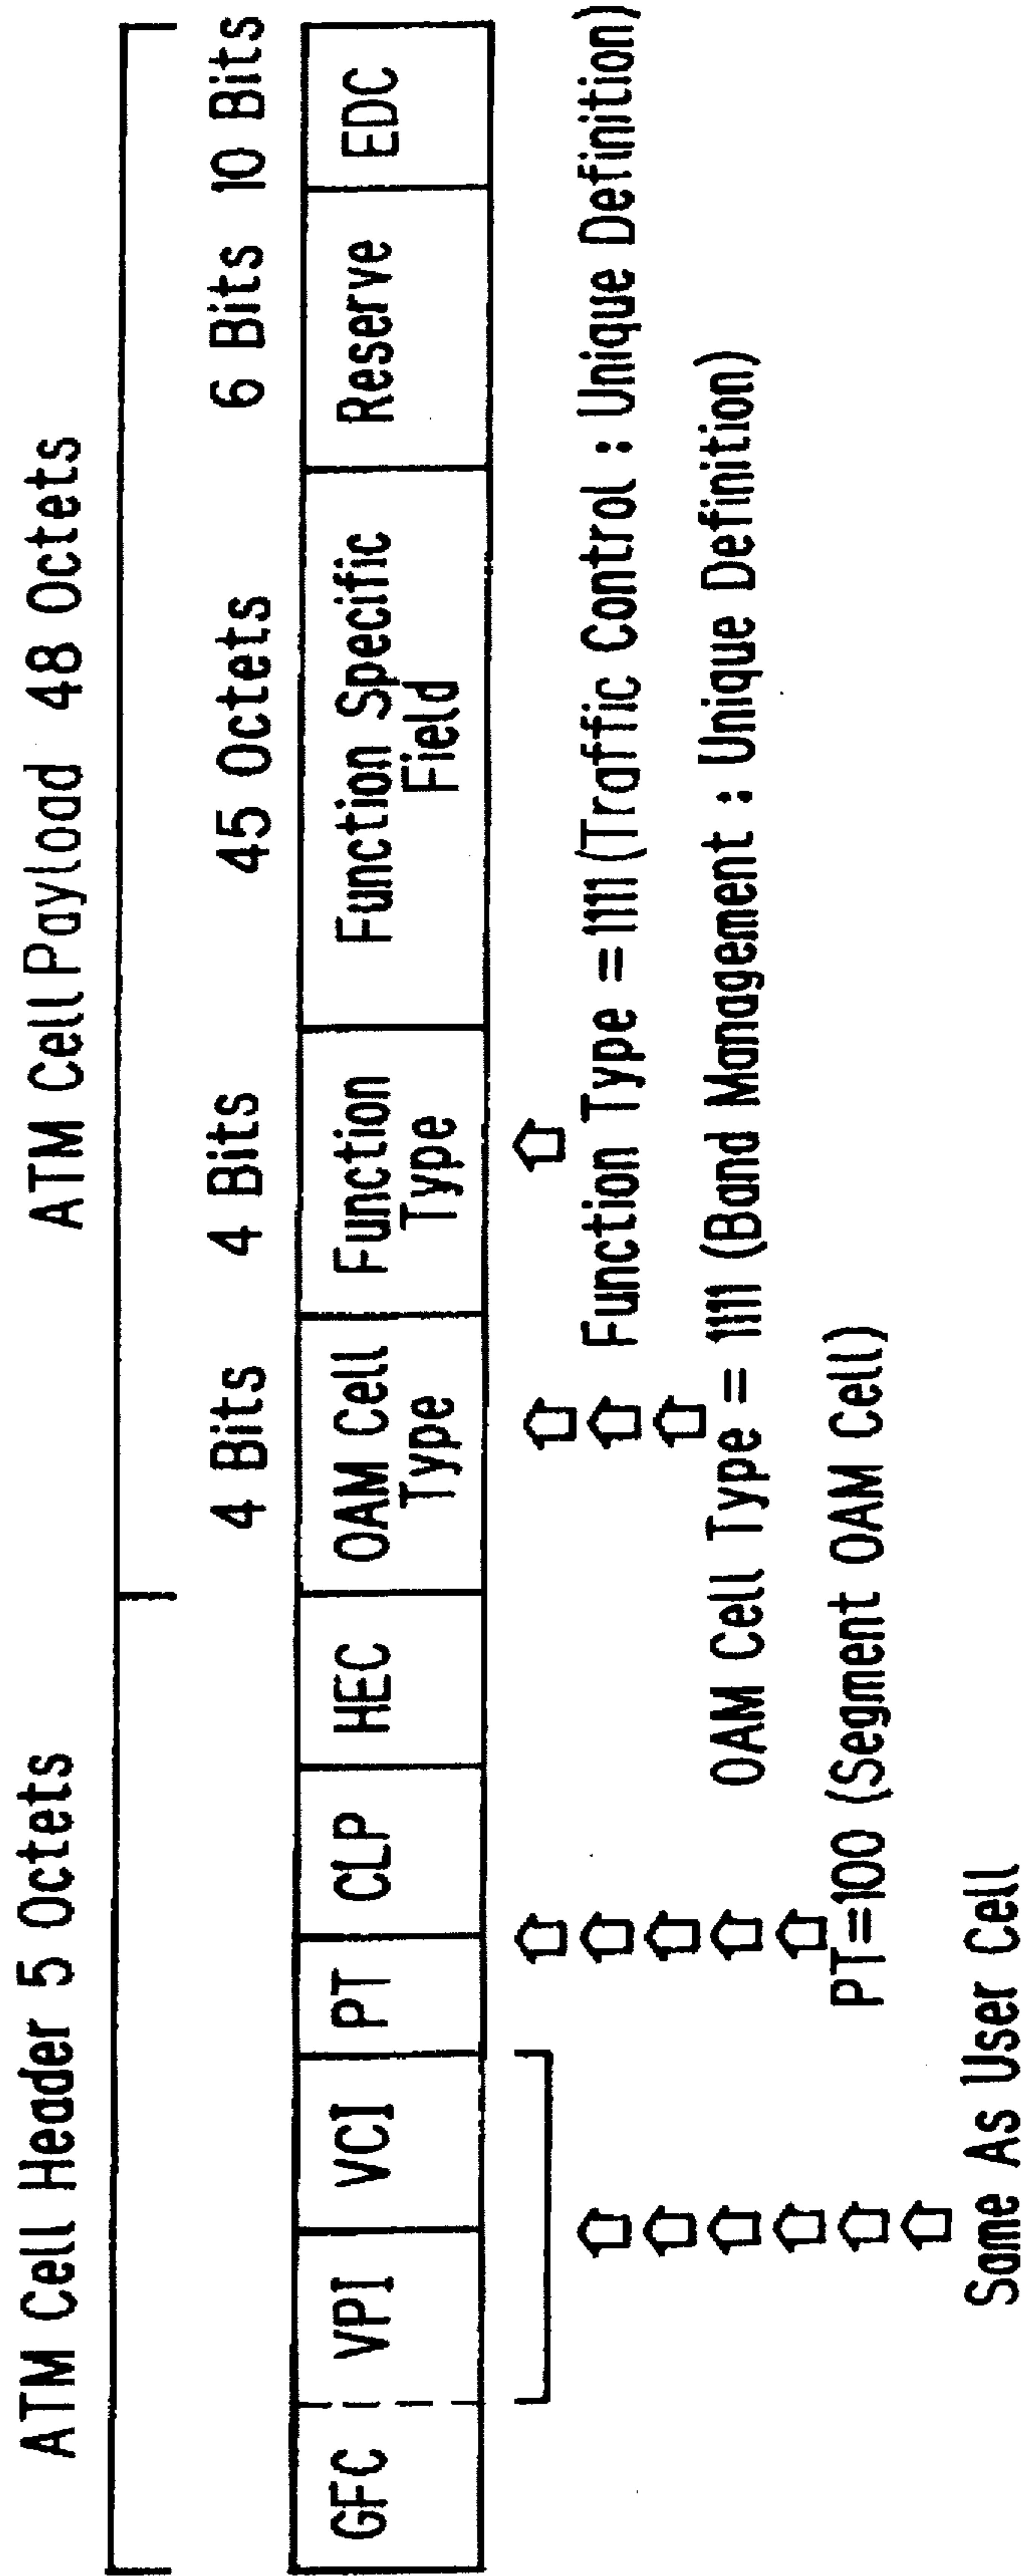 ATM Cell Header 5 Octets
ATM Cell Payload 48 Octets
4 Bits
4 Bits
45 Octets
6 Bits
10 Bits
GFC
VPI
VCI
PT
CLP
HEC
OAM Cell
Type
Function
Type
Function Specific
Field
Reserve
EDC
Function Type = 1111 (Traffic Control : Unique Definition)
OAM Cell Type = 1111 (Band Management : Unique Definition)
PT=100 (Segment OAM Cell)
Same As User Cell